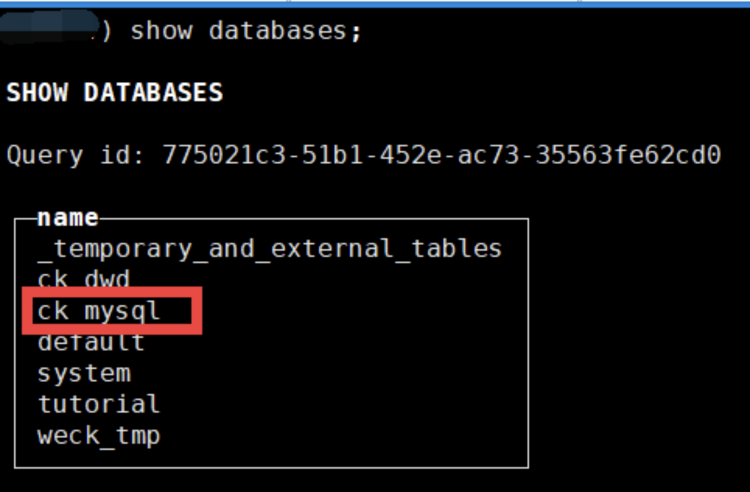 ) show databases;
SHOW DATABASES
Query id: 775021c3-51b1-452e-ac73-35563fe62cd0
name
_temporary_and_external_tables
ck_dwd
ck_mysql
default
system
tutorial
weck_tmp